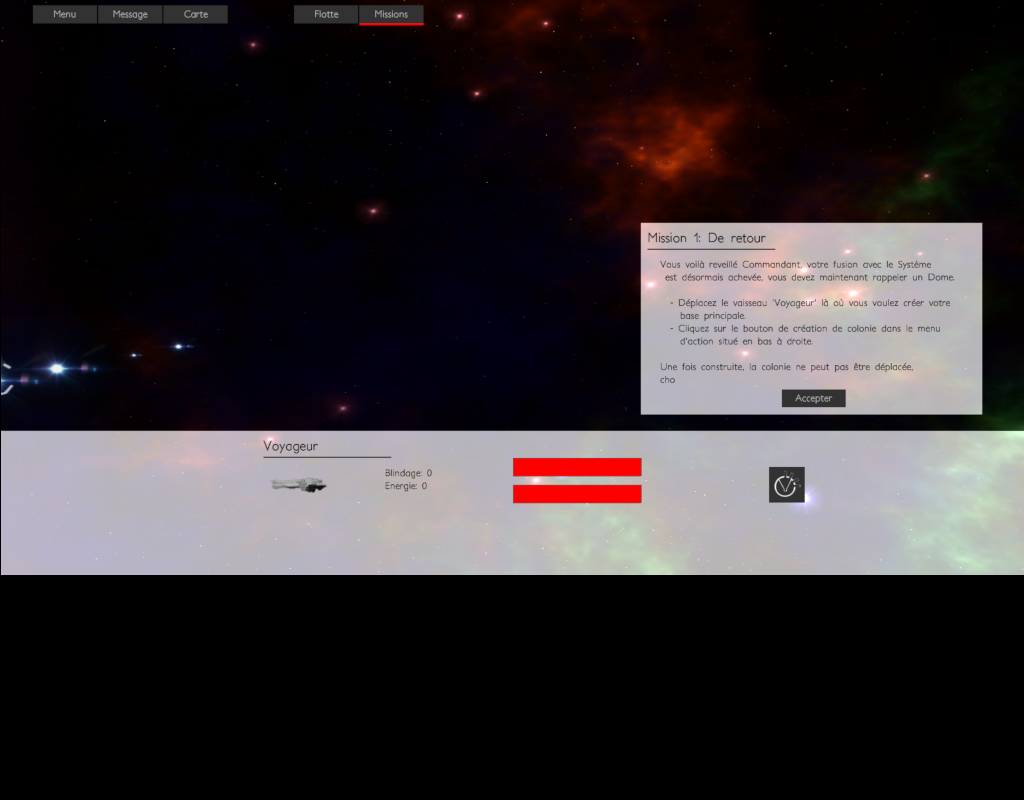 Menu Message Carte Flotte Missions
Mission 1: De retour
Vous voilà reveillé Commandant, votre fusion avec le Système
est désormais achevée, vous devez maintenant rappeler un Dome.
- Déplacez le vaisseau 'Voyageur' là où vous voulez créer votre
base principale.
- Cliquez sur le bouton de création de colonie dans le menu
d'action situé en bas à droite.
Une fois construite, la colonie ne peut pas être déplacée,
cho
Accepter
Voyageur
Blindage: 0
Energie: 0